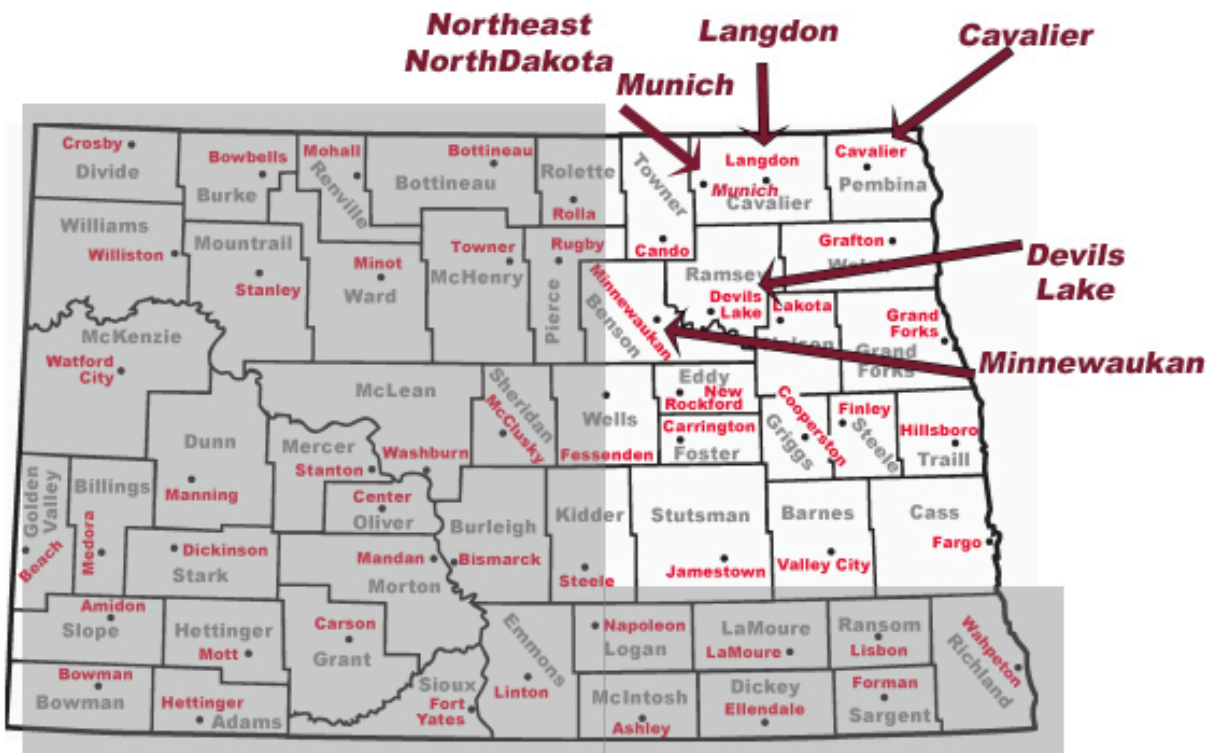 Northeast
NorthDakota
Langdon
Cavalier
Munich
Devils
Lake
Minnewaukan
Crosby
Divide
Bowbells
Burke
Mohall
Renville
Bottineau
Bottineau
Rolette
Rolla
Towner
Cando
Langdon
Munich
Cavalier
Cavalier
Pembina
Williams
Williston
Mountrail
Stanley
Minot
Ward
Towner
McHenry
Rugby
Pierce
Minnewaukan
Benson
Ramsey
Devils
Lake
Grafton
Lakota
Grand
Forks
Grand
Forks
McKenzie
Watford
City
McLean
Sheridan
McClusky
Wells
Fessenden
Eddy
New
Rockford
Carrington
Foster
Cooperston
Griggs
Finley
Steele
Hillsboro
Traill
Dunn
Manning
Mercer
Stanton
Washburn
Center
Oliver
Golden
Valley
Beach
Billings
Medora
Dickinson
Stark
Mandan
Morton
Burleigh
Bismarck
Kidder
Steele
Stutsman
Jamestown
Barnes
Valley City
Cass
Fargo
Amidon
Slope
Hettinger
Mott
Carson
Grant
Emmons
Linton
Napoleon
Logan
LaMoure
LaMoure
Ransom
Lisbon
Wahpeton
Richland
Bowman
Bowman
Hettinger
Adams
Sioux
Fort
Yates
McIntosh
Ashley
Dickey
Ellendale
Forman
Sargent